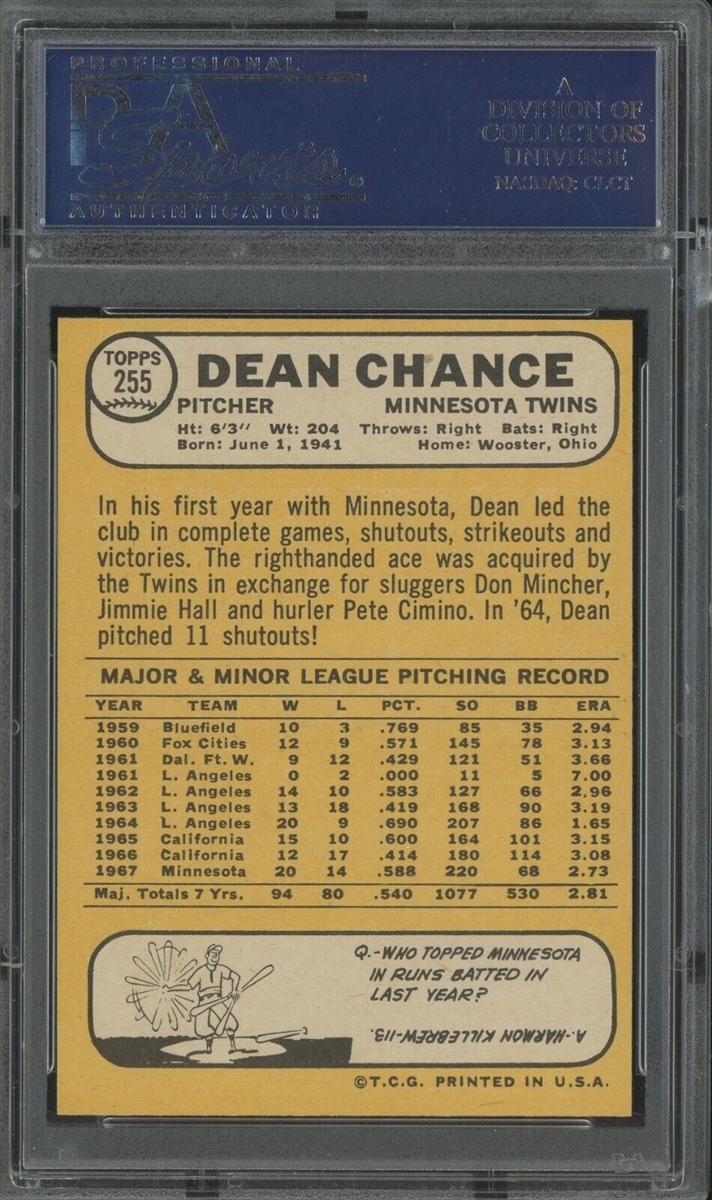 PROFESSIONAL
PSA
Sports
AUTHENTICATOR
A
DIVISION OF
COLLECTORS
UNIVERSE
NASDAQ: CLCT
TOPPS
255
DEAN CHANCE
PITCHER MINNESOTA TWINS
Ht: 6'3" Wt: 204 Throws: Right Bats: Right
Born: June 1, 1941 Home: Wooster, Ohio
In his first year with Minnesota, Dean led the
club in complete games, shutouts, strikeouts and
victories. The righthanded ace was acquired by
the Twins in exchange for sluggers Don Mincher,
Jimmie Hall and hurler Pete Cimino. In '64, Dean
pitched 11 shutouts!
MAJOR & MINOR LEAGUE PITCHING RECORD
YEAR TEAM W L PCT. SO BB ERA
1959 Bluefield 10 3 .769 85 35 2.94
1960 Fox Cities 12 9 .571 145 78 3.13
1961 Dal. Ft. W. 9 12 .429 121 51 3.66
1961 L. Angeles 0 2 .000 11 5 7.00
1962 L. Angeles 14 10 .583 127 66 2.96
1963 L. Angeles 13 18 .419 168 90 3.19
1964 L. Angeles 20 9 .690 207 86 1.65
1965 California 15 10 .600 164 101 3.15
1966 California 12 17 .414 180 114 3.08
1967 Minnesota 20 14 .588 220 68 2.73
Maj. Totals 7 Yrs. 94 80 .540 1077 530 2.81
Q.-WHO TOPPED MINNESOTA
IN RUNS BATTED IN
LAST YEAR?
A-HARMON KILLEBREW-113.
©T.C.G. PRINTED IN U.S.A.